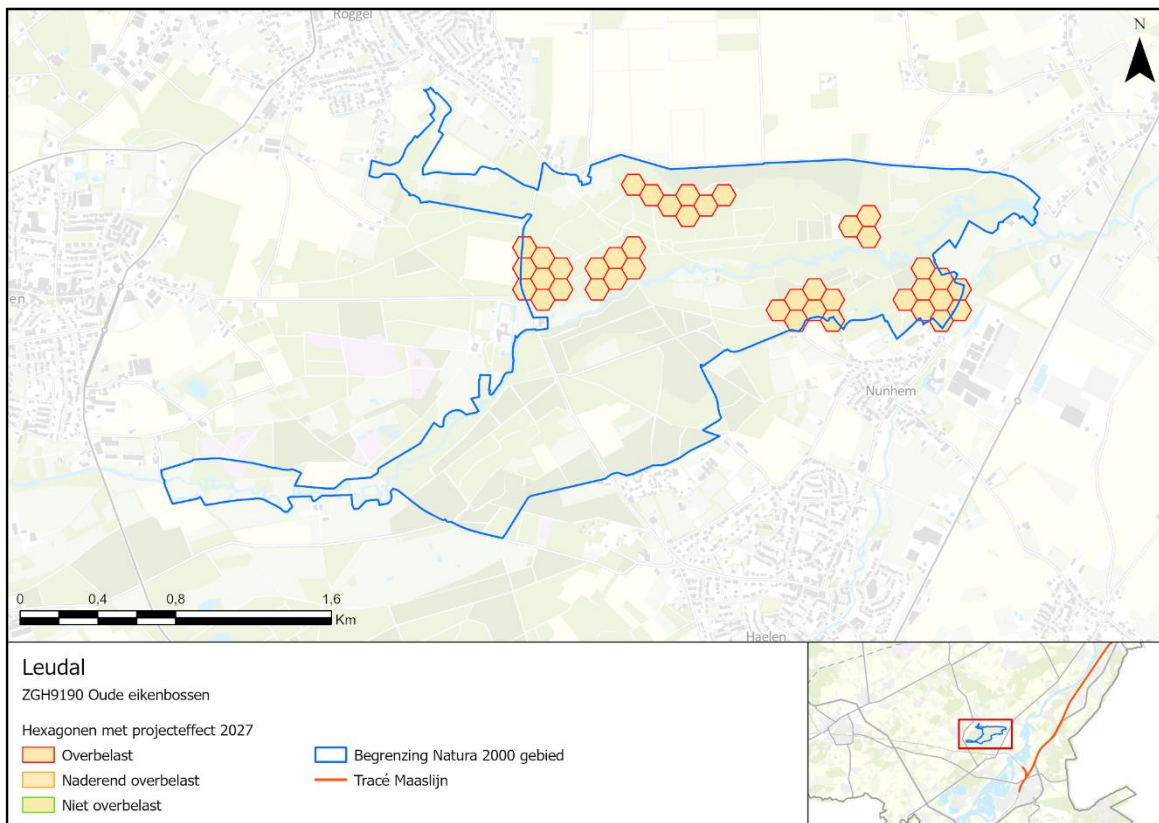 Roggel
N
en
Nunhem
0 0,4 0,8 1,6
Km
Haelen
Leudal
ZGH9190 Oude eikenbossen
Hexagonen met projecteffect 2027
Overbelast
Naderend overbelast
Niet overbelast
Begrenzing Natura 2000 gebied
Tracé Maaslijn